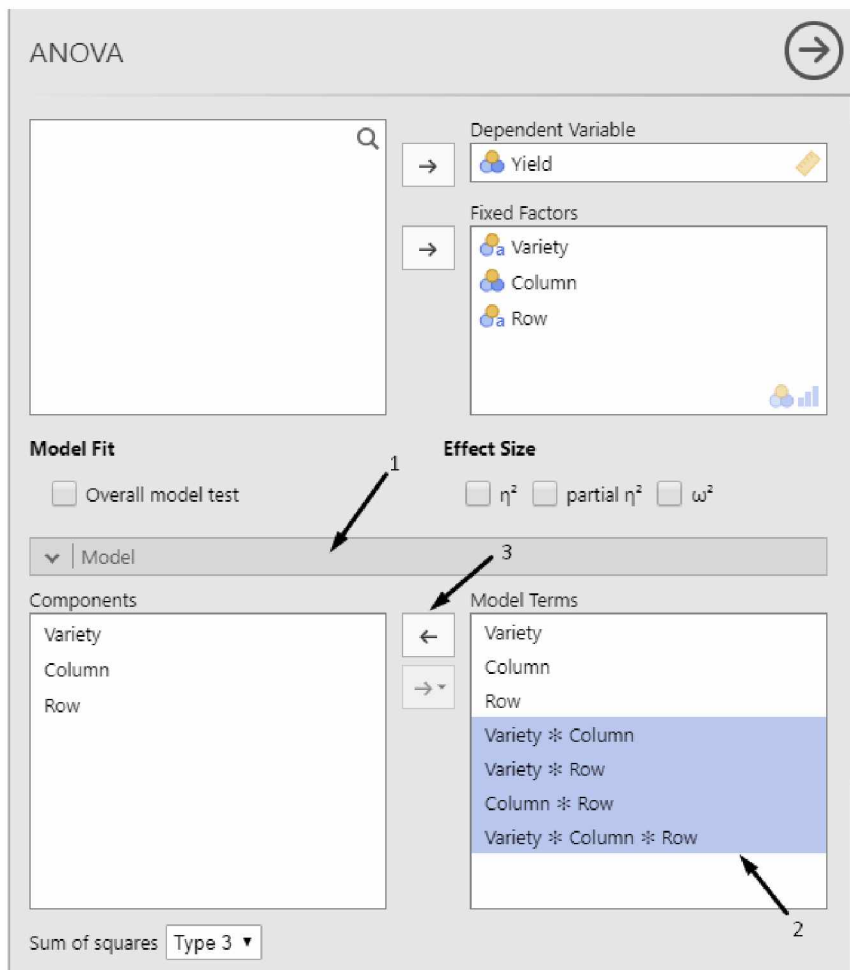 ANOVA
Dependent Variable
Yield
Fixed Factors
a Variety
Column
a Row
Model Fit
Effect Size
1
Overall model test
η² partial η² ω²
Model
3
Components
Model Terms
Variety
Column
Row
Variety
Column
Row
Variety ✻ Column
Variety ✻ Row
Column ✻ Row
Variety ✻ Column ✻ Row
2
Sum of squares Type 3